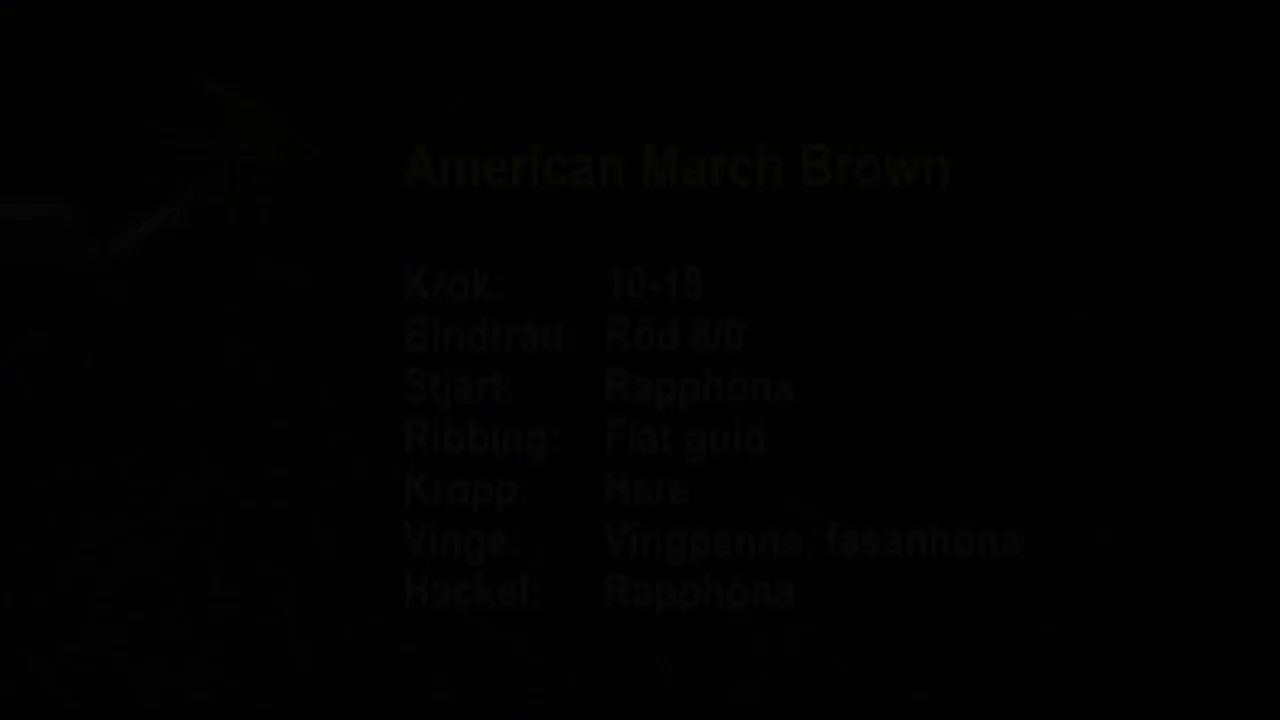 American March Brown
Krok: 10-18
Bindtråd: Röd 8/0
Stjärt: Rapphöna
Ribbing: Flat guld
Kropp: Hare
Vinge: Vingpenna, fasanhöna
Hackel: Rapphöna